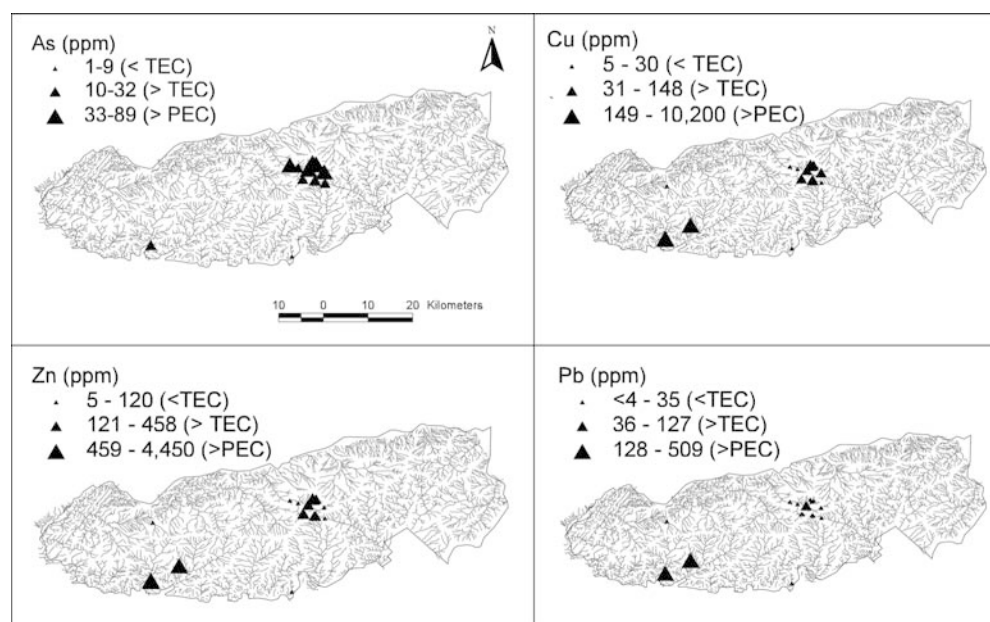 As (ppm)
1-9 (< TEC)
10-32 (> TEC)
33-89 (> PEC)
N
10 0 10 20 Kilometers
Cu (ppm)
5 - 30 (< TEC)
31 - 148 (> TEC)
149 - 10,200 (>PEC)
Zn (ppm)
5 - 120 (<TEC)
121 - 458 (> TEC)
459 - 4,450 (>PEC)
Pb (ppm)
<4 - 35 (<TEC)
36 - 127 (>TEC)
128 - 509 (>PEC)